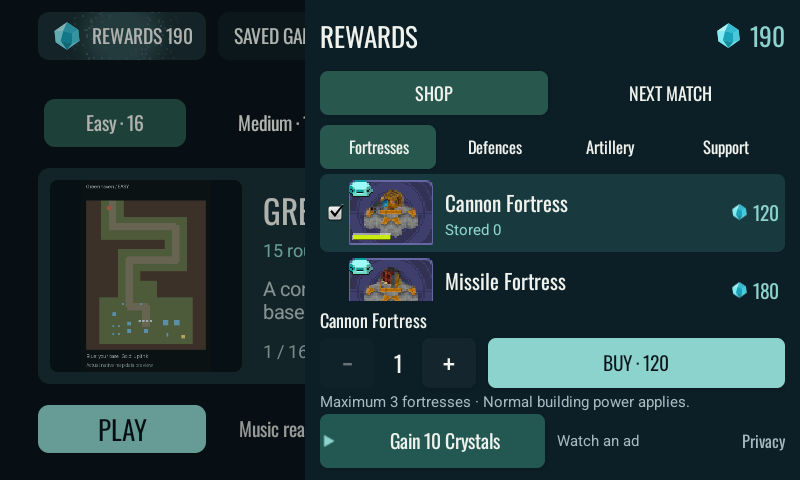 REWARDS 190
SAVED GA
Easy · 16
Medium ·
GRE
15 rou
A cor
base
1 / 16
PLAY
Music rea
REWARDS
190
SHOP
NEXT MATCH
Fortresses
Defences
Artillery
Support
Cannon Fortress
120
Stored 0
Missile Fortress
180
Cannon Fortress
-
1
+
BUY · 120
Maximum 3 fortresses · Normal building power applies.
Gain 10 Crystals
Watch an ad
Privacy